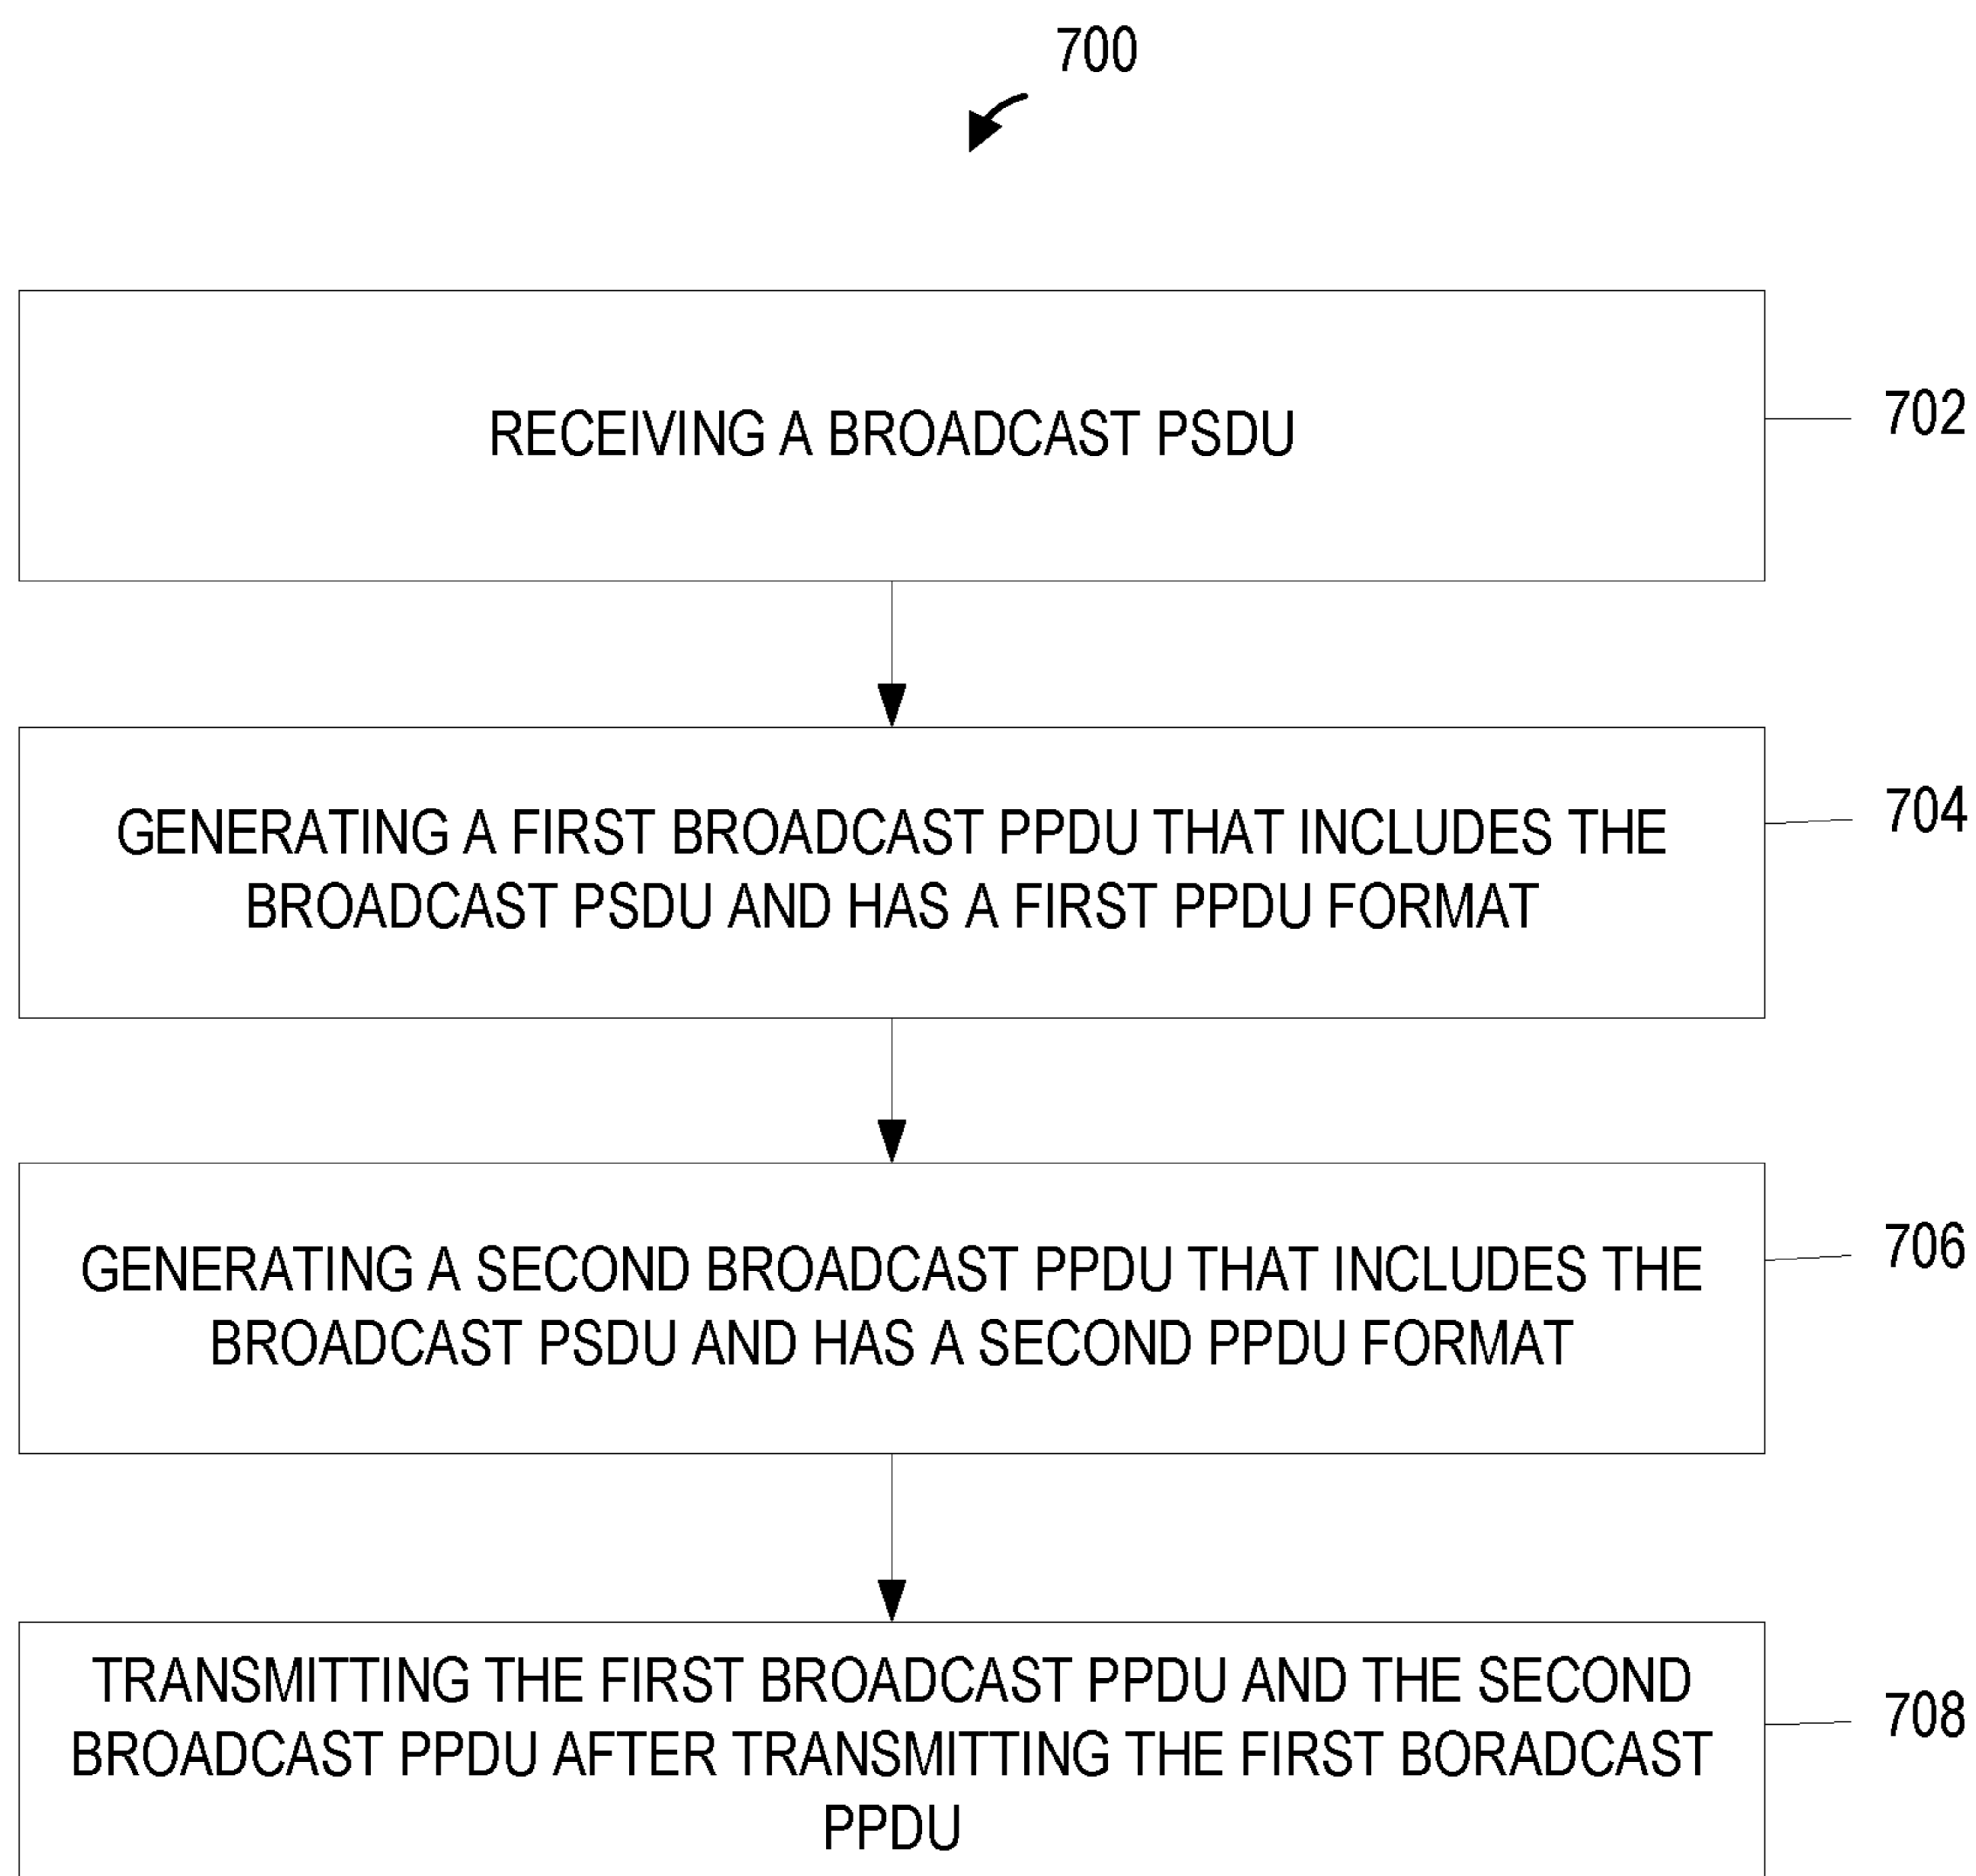 700
RECEIVING A BROADCAST PSDU
702
GENERATING A FIRST BROADCAST PPDU THAT INCLUDES THE
BROADCAST PSDU AND HAS A FIRST PPDU FORMAT
704
GENERATING A SECOND BROADCAST PPDU THAT INCLUDES THE
BROADCAST PSDU AND HAS A SECOND PPDU FORMAT
706
TRANSMITTING THE FIRST BROADCAST PPDU AND THE SECOND
BROADCAST PPDU AFTER TRANSMITTING THE FIRST BORADCAST
PPDU
708